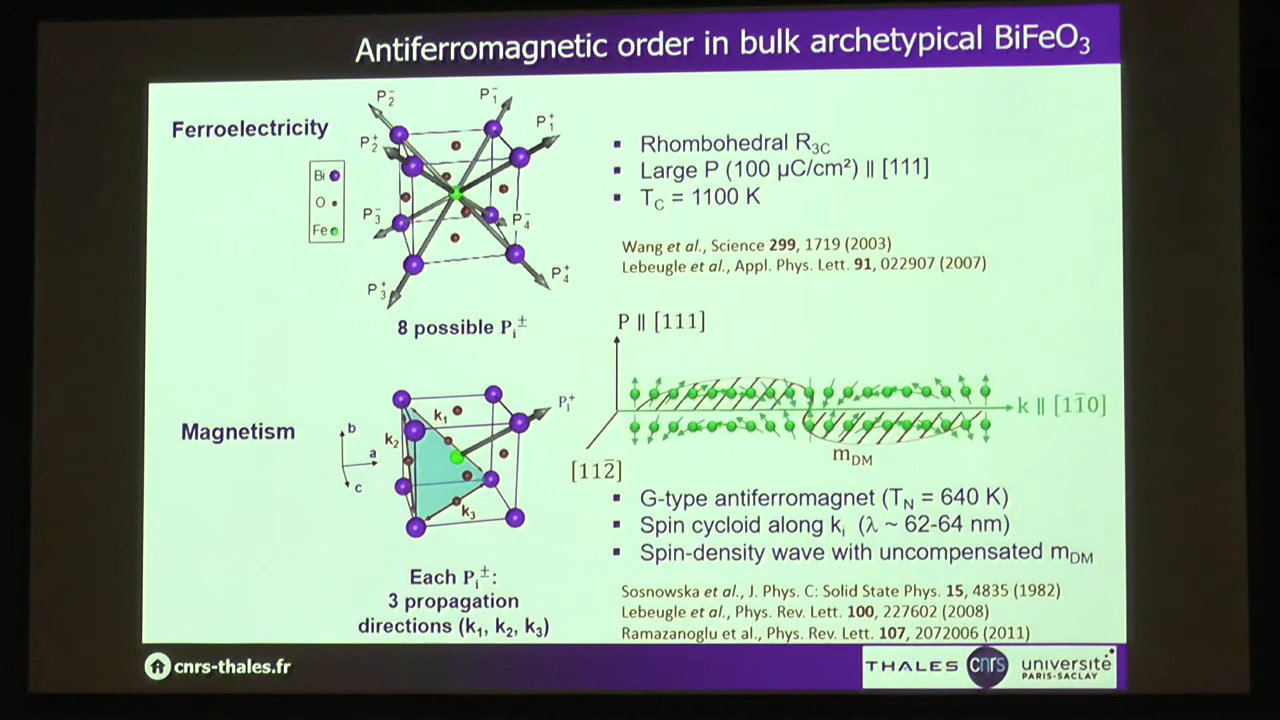 Antiferromagnetic order in bulk archetypical BiFeO₃
Ferroelectricity
P₂⁻
P₁⁻
P₁⁺
P₂⁺
Bi
O
Fe
P₃⁻
P₄⁻
P₃⁺
P₄⁺
8 possible Pᵢ±
▪ Rhombohedral R₃C
▪ Large P (100 µC/cm²) ǁ [111]
▪ T_C = 1100 K
Wang et al., Science 299, 1719 (2003)
Lebeugle et al., Appl. Phys. Lett. 91, 022907 (2007)
P ǁ [111]
k ǁ [11̄0]
[112̄]
m_DM
Magnetism
b
a
c
k₁
k₂
k₃
P₁⁺
Each Pᵢ±:
3 propagation
directions (k₁, k₂, k₃)
▪ G-type antiferromagnet (T_N = 640 K)
▪ Spin cycloid along kᵢ (λ ~ 62-64 nm)
▪ Spin-density wave with uncompensated m_DM
Sosnowska et al., J. Phys. C: Solid State Phys. 15, 4835 (1982)
Lebeugle et al., Phys. Rev. Lett. 100, 227602 (2008)
Ramazanoglu et al., Phys. Rev. Lett. 107, 2072006 (2011)
cnrs-thales.fr
THALES
cnrs
université
PARIS-SACLAY